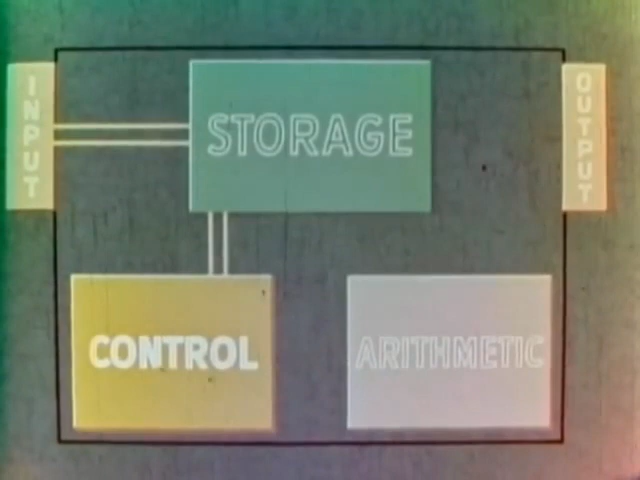 INPUT
STORAGE
OUTPUT
CONTROL
ARITHMETIC